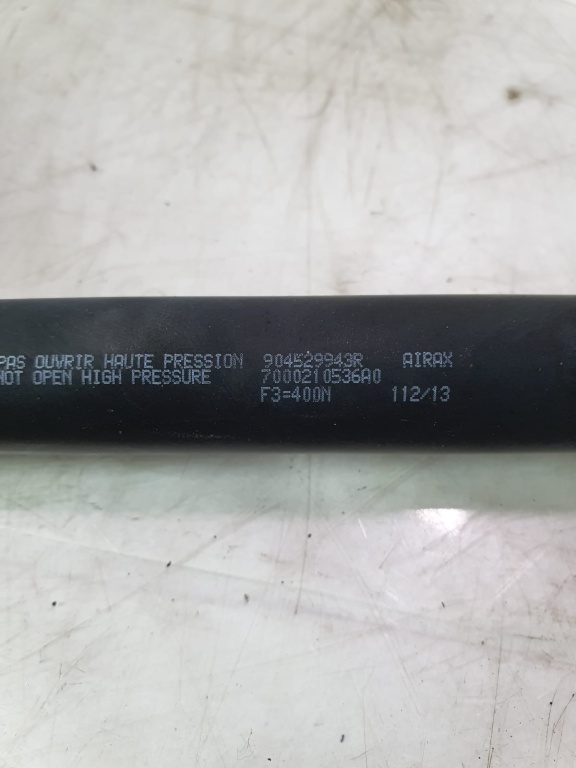 PAS OUVRIR HAUTE PRESSION 904529943R AIRAX
NOT OPEN HIGH PRESSURE 7000210536A0
F3=400N 112/13